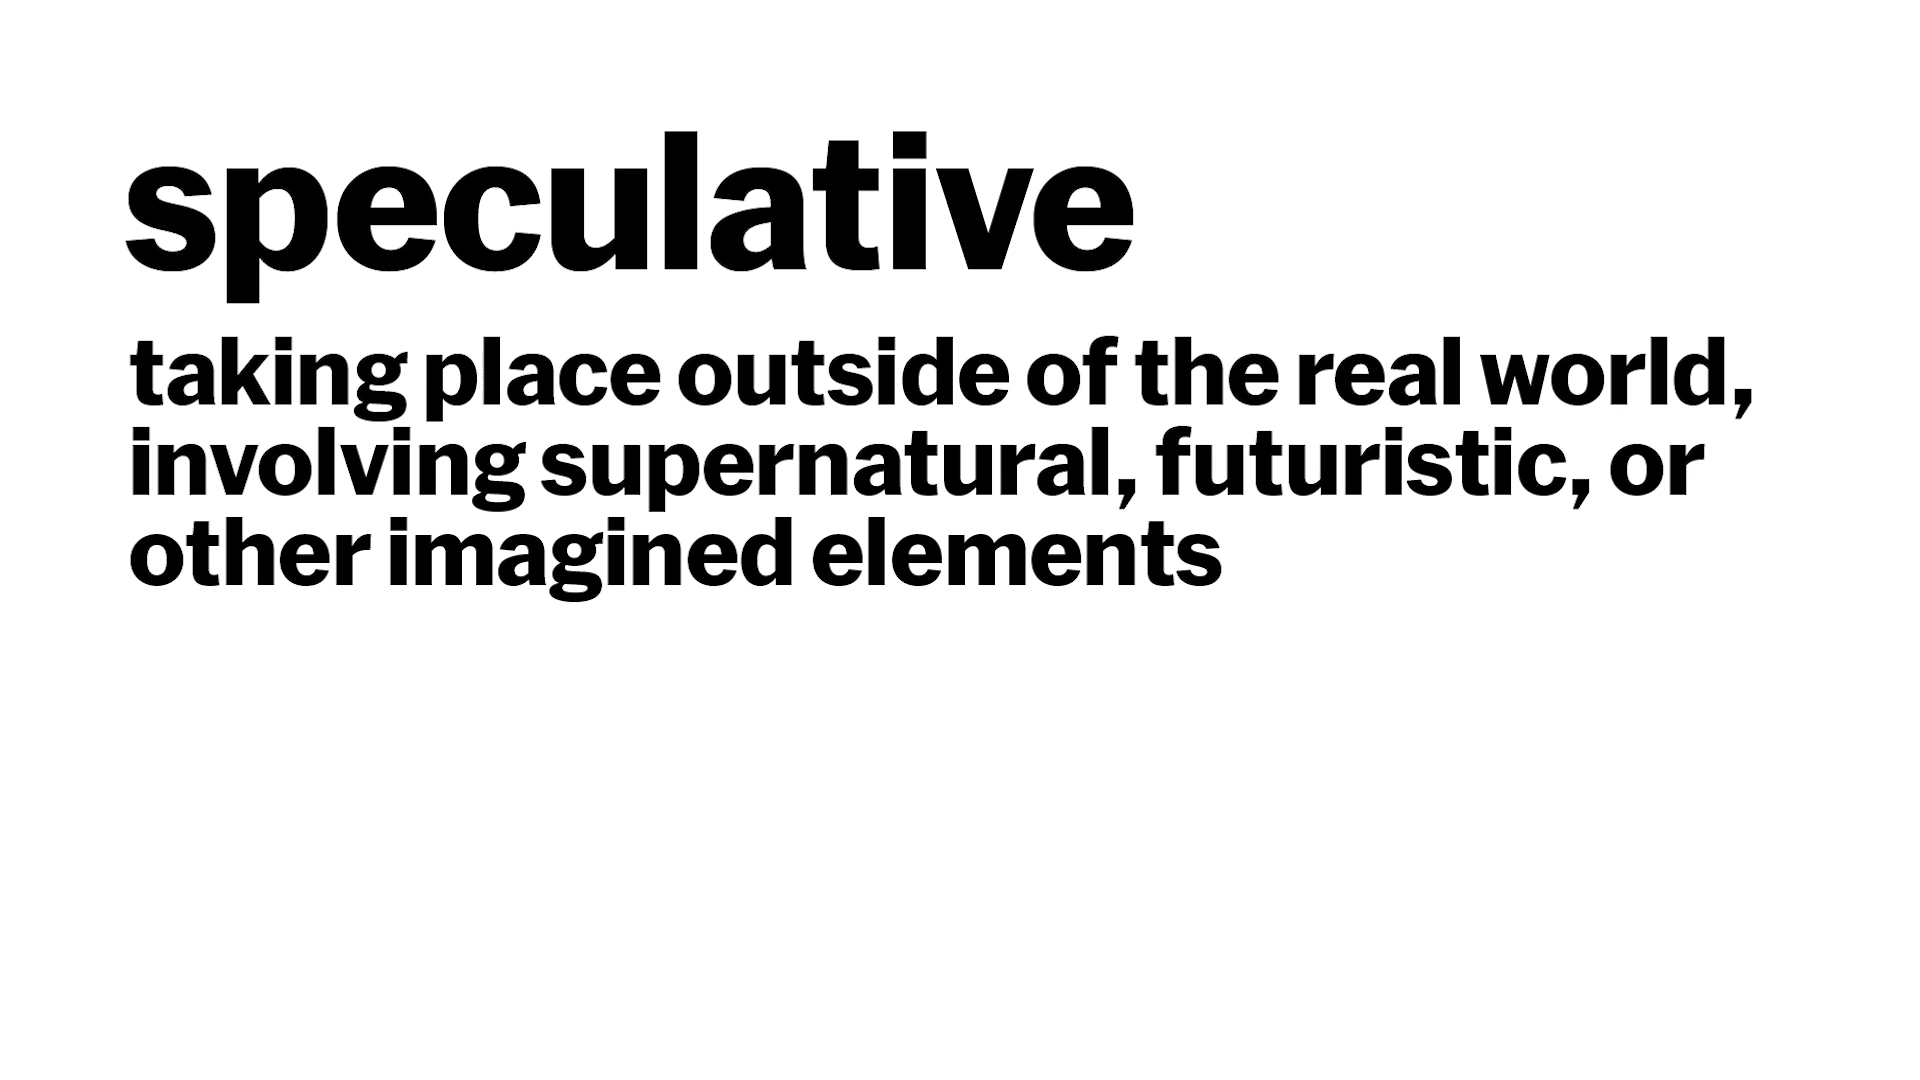 speculative
taking place outside of the real world,
involving supernatural, futuristic, or
other imagined elements